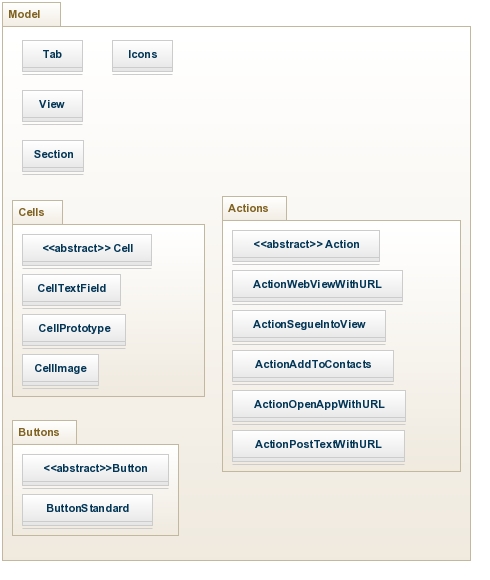 Model
Tab
Icons
View
Section
Cells
<<abstract>> Cell
CellTextField
CellPrototype
CellImage
Actions
<<abstract>> Action
ActionWebViewWithURL
ActionSegueIntoView
ActionAddToContacts
ActionOpenAppWithURL
ActionPostTextWithURL
Buttons
<<abstract>>Button
ButtonStandard